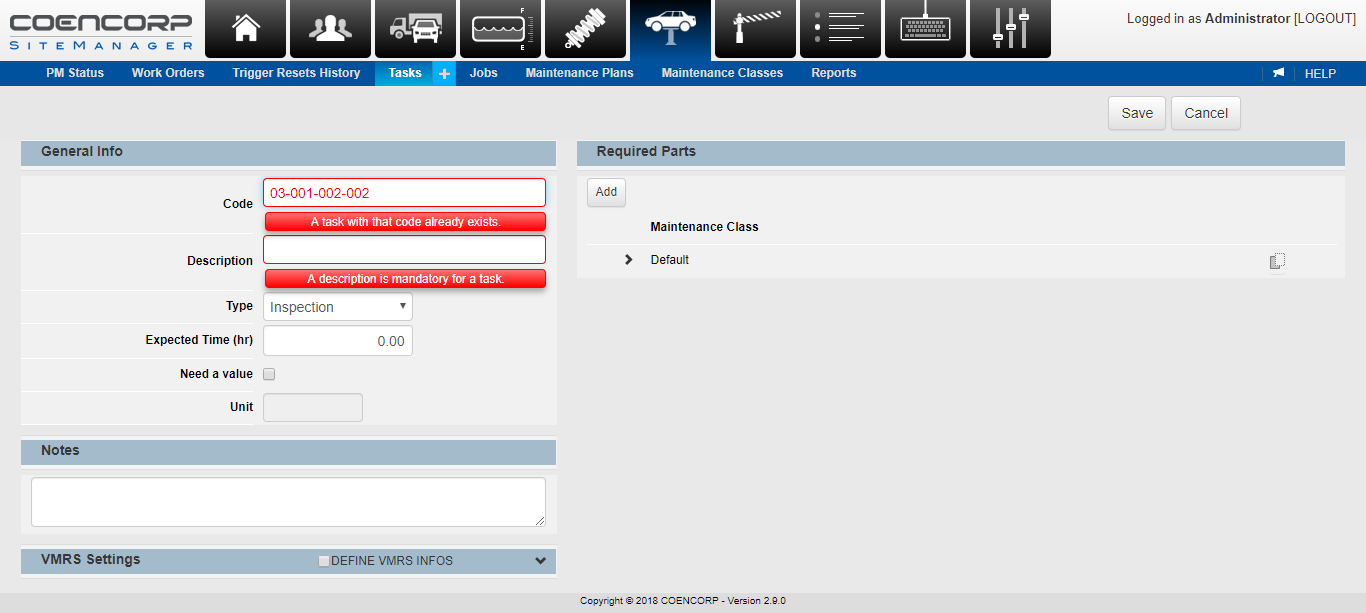 COENCORP
SITEMANAGER
F
E
Logged in as Administrator [LOGOUT]
PM Status Work Orders Trigger Resets History Tasks + Jobs Maintenance Plans Maintenance Classes Reports HELP
Save Cancel
General Info
Code 03-001-002-002
A task with that code already exists.
Description
A description is mandatory for a task.
Type Inspection
Expected Time (hr) 0.00
Need a value
Unit
Notes
VMRS Settings DEFINE VMRS INFOS
Required Parts
Add
Maintenance Class
Default
Copyright © 2018 COENCORP - Version 2.9.0